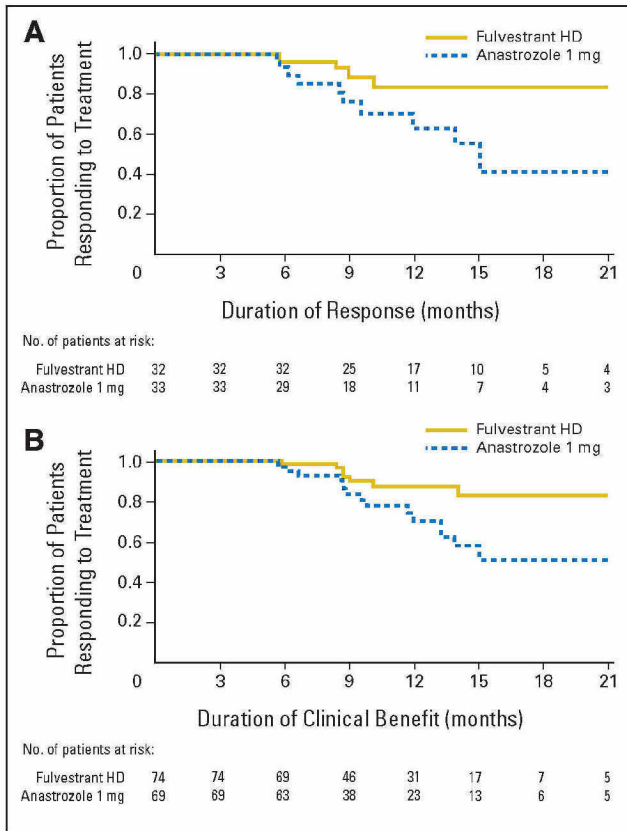 A
Fulvestrant HD
Anastrozole 1 mg
Proportion of Patients
Responding to Treatment
1.0
0.8
0.6
0.4
0.2
0 3 6 9 12 15 18 21
Duration of Response (months)
No. of patients at risk:
Fulvestrant HD 32 32 32 25 17 10 5 4
Anastrozole 1 mg 33 33 29 18 11 7 4 3
B
Fulvestrant HD
Anastrozole 1 mg
Proportion of Patients
Responding to Treatment
1.0
0.8
0.6
0.4
0.2
0 3 6 9 12 15 18 21
Duration of Clinical Benefit (months)
No. of patients at risk:
Fulvestrant HD 74 74 69 46 31 17 7 5
Anastrozole 1 mg 69 69 63 38 23 13 6 5